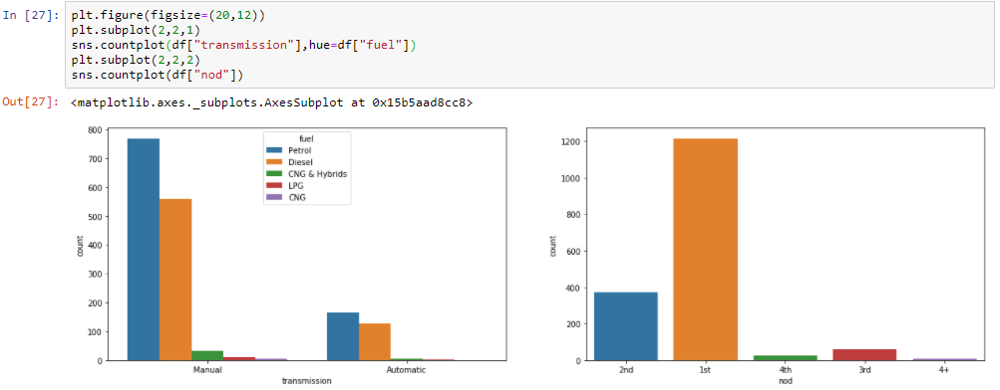 In [27]:
plt.figure(figsize=(20,12))
plt.subplot(2,2,1)
sns.countplot(df["transmission"],hue=df["fuel"])
plt.subplot(2,2,2)
sns.countplot(df["nod"])
Out[27]: <matplotlib.axes._subplots.AxesSubplot at 0x15b5aad8cc8>
800
700
600
500
400
300
200
100
0
count
fuel
Petrol
Diesel
CNG & Hybrids
LPG
CNG
Manual
Automatic
transmission
1200
1000
800
600
400
200
0
count
2nd
1st
4th
3rd
4+
nod